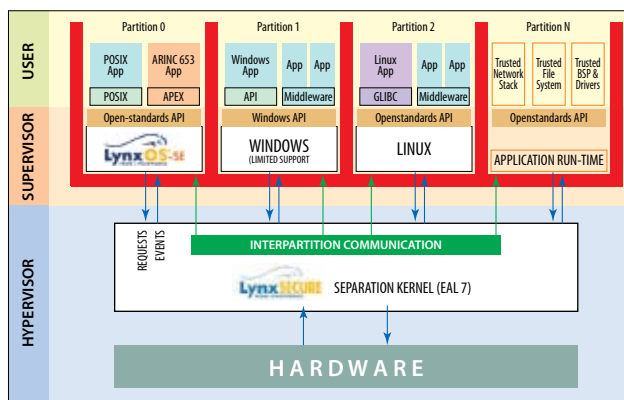 Partition 0
Partition 1
Partition 2
Partition N
USER
POSIX
App
ARINC 653
App
Windows
App
App
App
Linux
App
App
App
Trusted
Network
Stack
Trusted
File
System
Trusted
BSP &
Drivers
POSIX
APEX
API
Middleware
GLIBC
Middleware
Open-standards API
Windows API
Openstandards API
Openstandards API
SUPERVISOR
LynxOS-SE
WINDOWS
(LIMITED SUPPORT
LINUX
APPLICATION RUN-TIME
HYPERVISOR
REQUESTS
EVENTS
INTERPARTITION COMMUNICATION
LynxSECURE
SEPARATION KERNEL (EAL 7)
HARDWARE